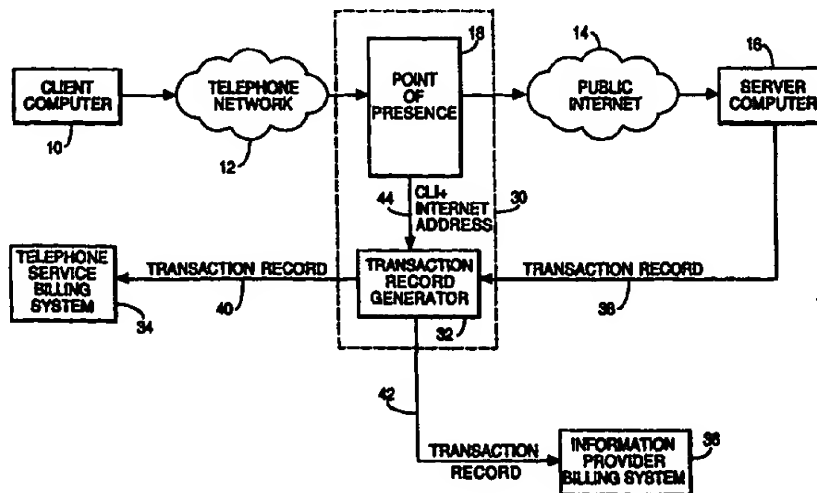 CLIENT
COMPUTER
10
TELEPHONE
NETWORK
12
18
POINT
OF
PRESENCE
14
PUBLIC
INTERNET
16
SERVER
COMPUTER
44
CLI+
INTERNET
ADDRESS
30
TELEPHONE
SERVICE
BILLING
SYSTEM
34
TRANSACTION RECORD
40
TRANSACTION
RECORD
GENERATOR
32
TRANSACTION RECORD
38
42
TRANSACTION
RECORD
INFORMATION
PROVIDER
BILLING SYSTEM
36